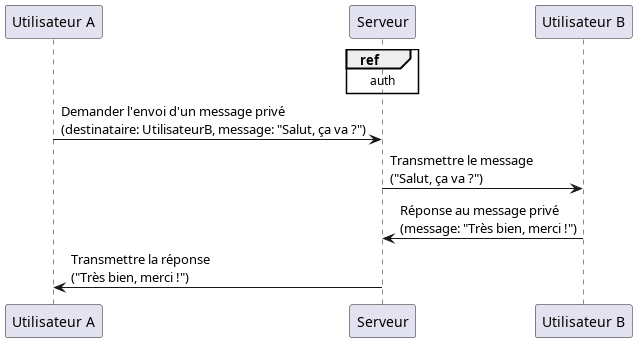 Utilisateur A
Serveur
Utilisateur B
ref
auth
Demander l'envoi d'un message privé
(destinataire: UtilisateurB, message: "Salut, ça va ?")
Transmettre le message
("Salut, ça va ?")
Réponse au message privé
(message: "Très bien, merci !")
Transmettre la réponse
("Très bien, merci !")
Utilisateur A
Serveur
Utilisateur B